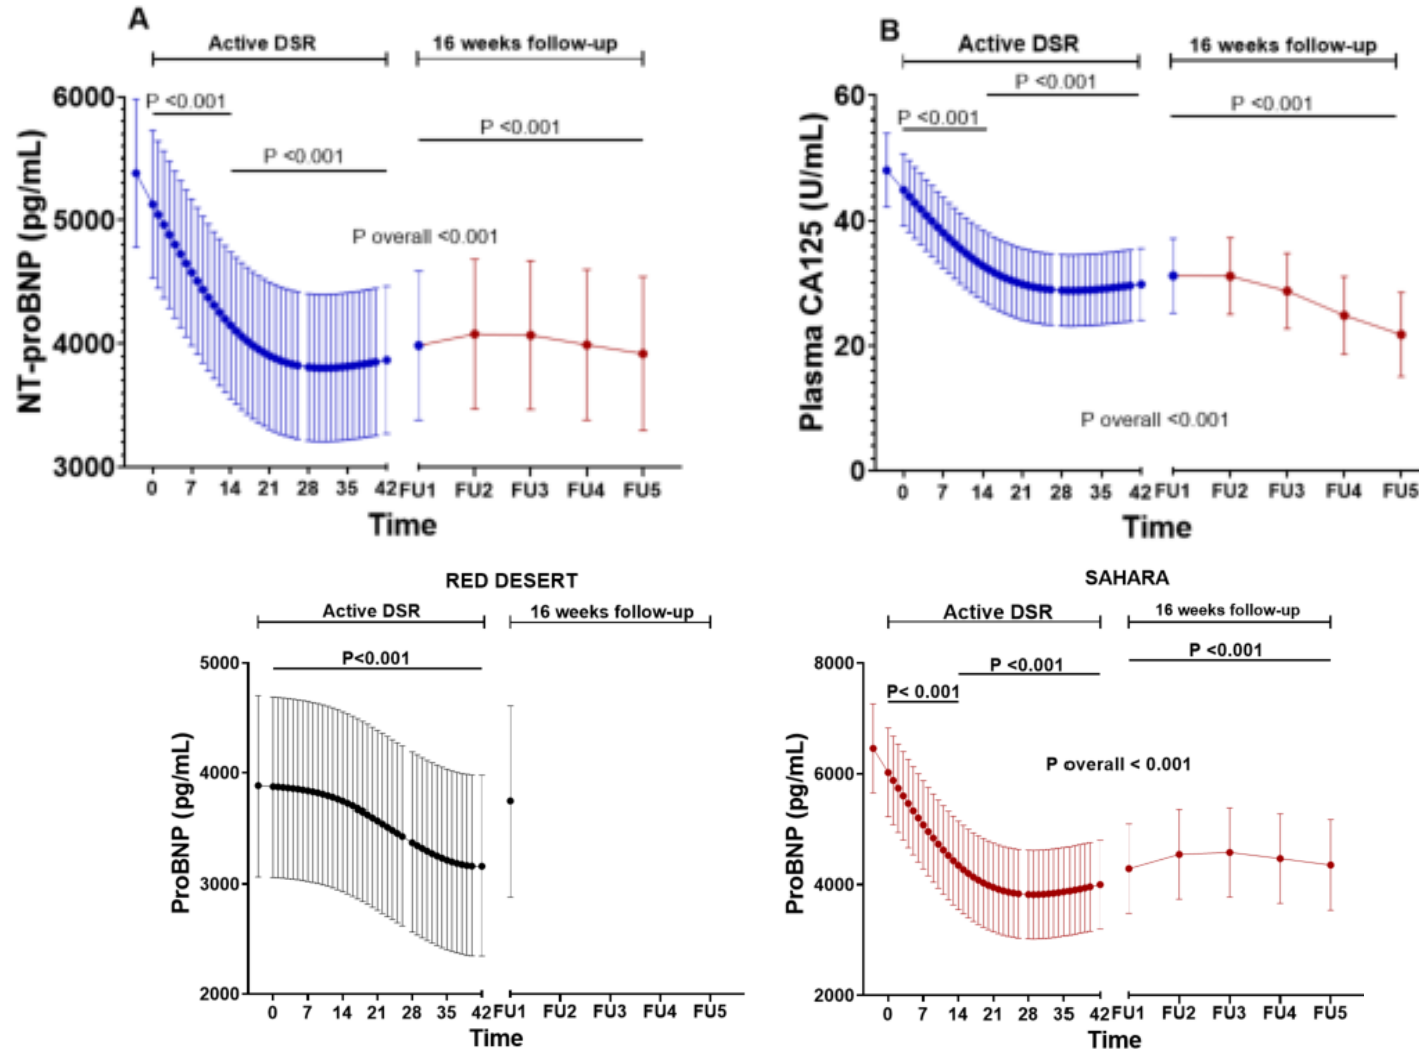 A
Active DSR
16 weeks follow-up
P <0.001
P <0.001
P <0.001
P overall <0.001
NT-proBNP (pg/mL)
6000
5000
4000
3000
0 7 14 21 28 35 42 FU1 FU2 FU3 FU4 FU5
Time
B
Active DSR
16 weeks follow-up
P <0.001
P <0.001
P <0.001
P overall <0.001
Plasma CA125 (U/mL)
60
40
20
0
0 7 14 21 28 35 42 FU1 FU2 FU3 FU4 FU5
Time
RED DESERT
Active DSR
16 weeks follow-up
P<0.001
ProBNP (pg/mL)
5000
4000
3000
2000
0 7 14 21 28 35 42 FU1 FU2 FU3 FU4 FU5
Time
SAHARA
Active DSR
16 weeks follow-up
P <0.001
P <0.001
P< 0.001
P overall < 0.001
ProBNP (pg/mL)
8000
6000
4000
2000
0 7 14 21 28 35 42 FU1 FU2 FU3 FU4 FU5
Time